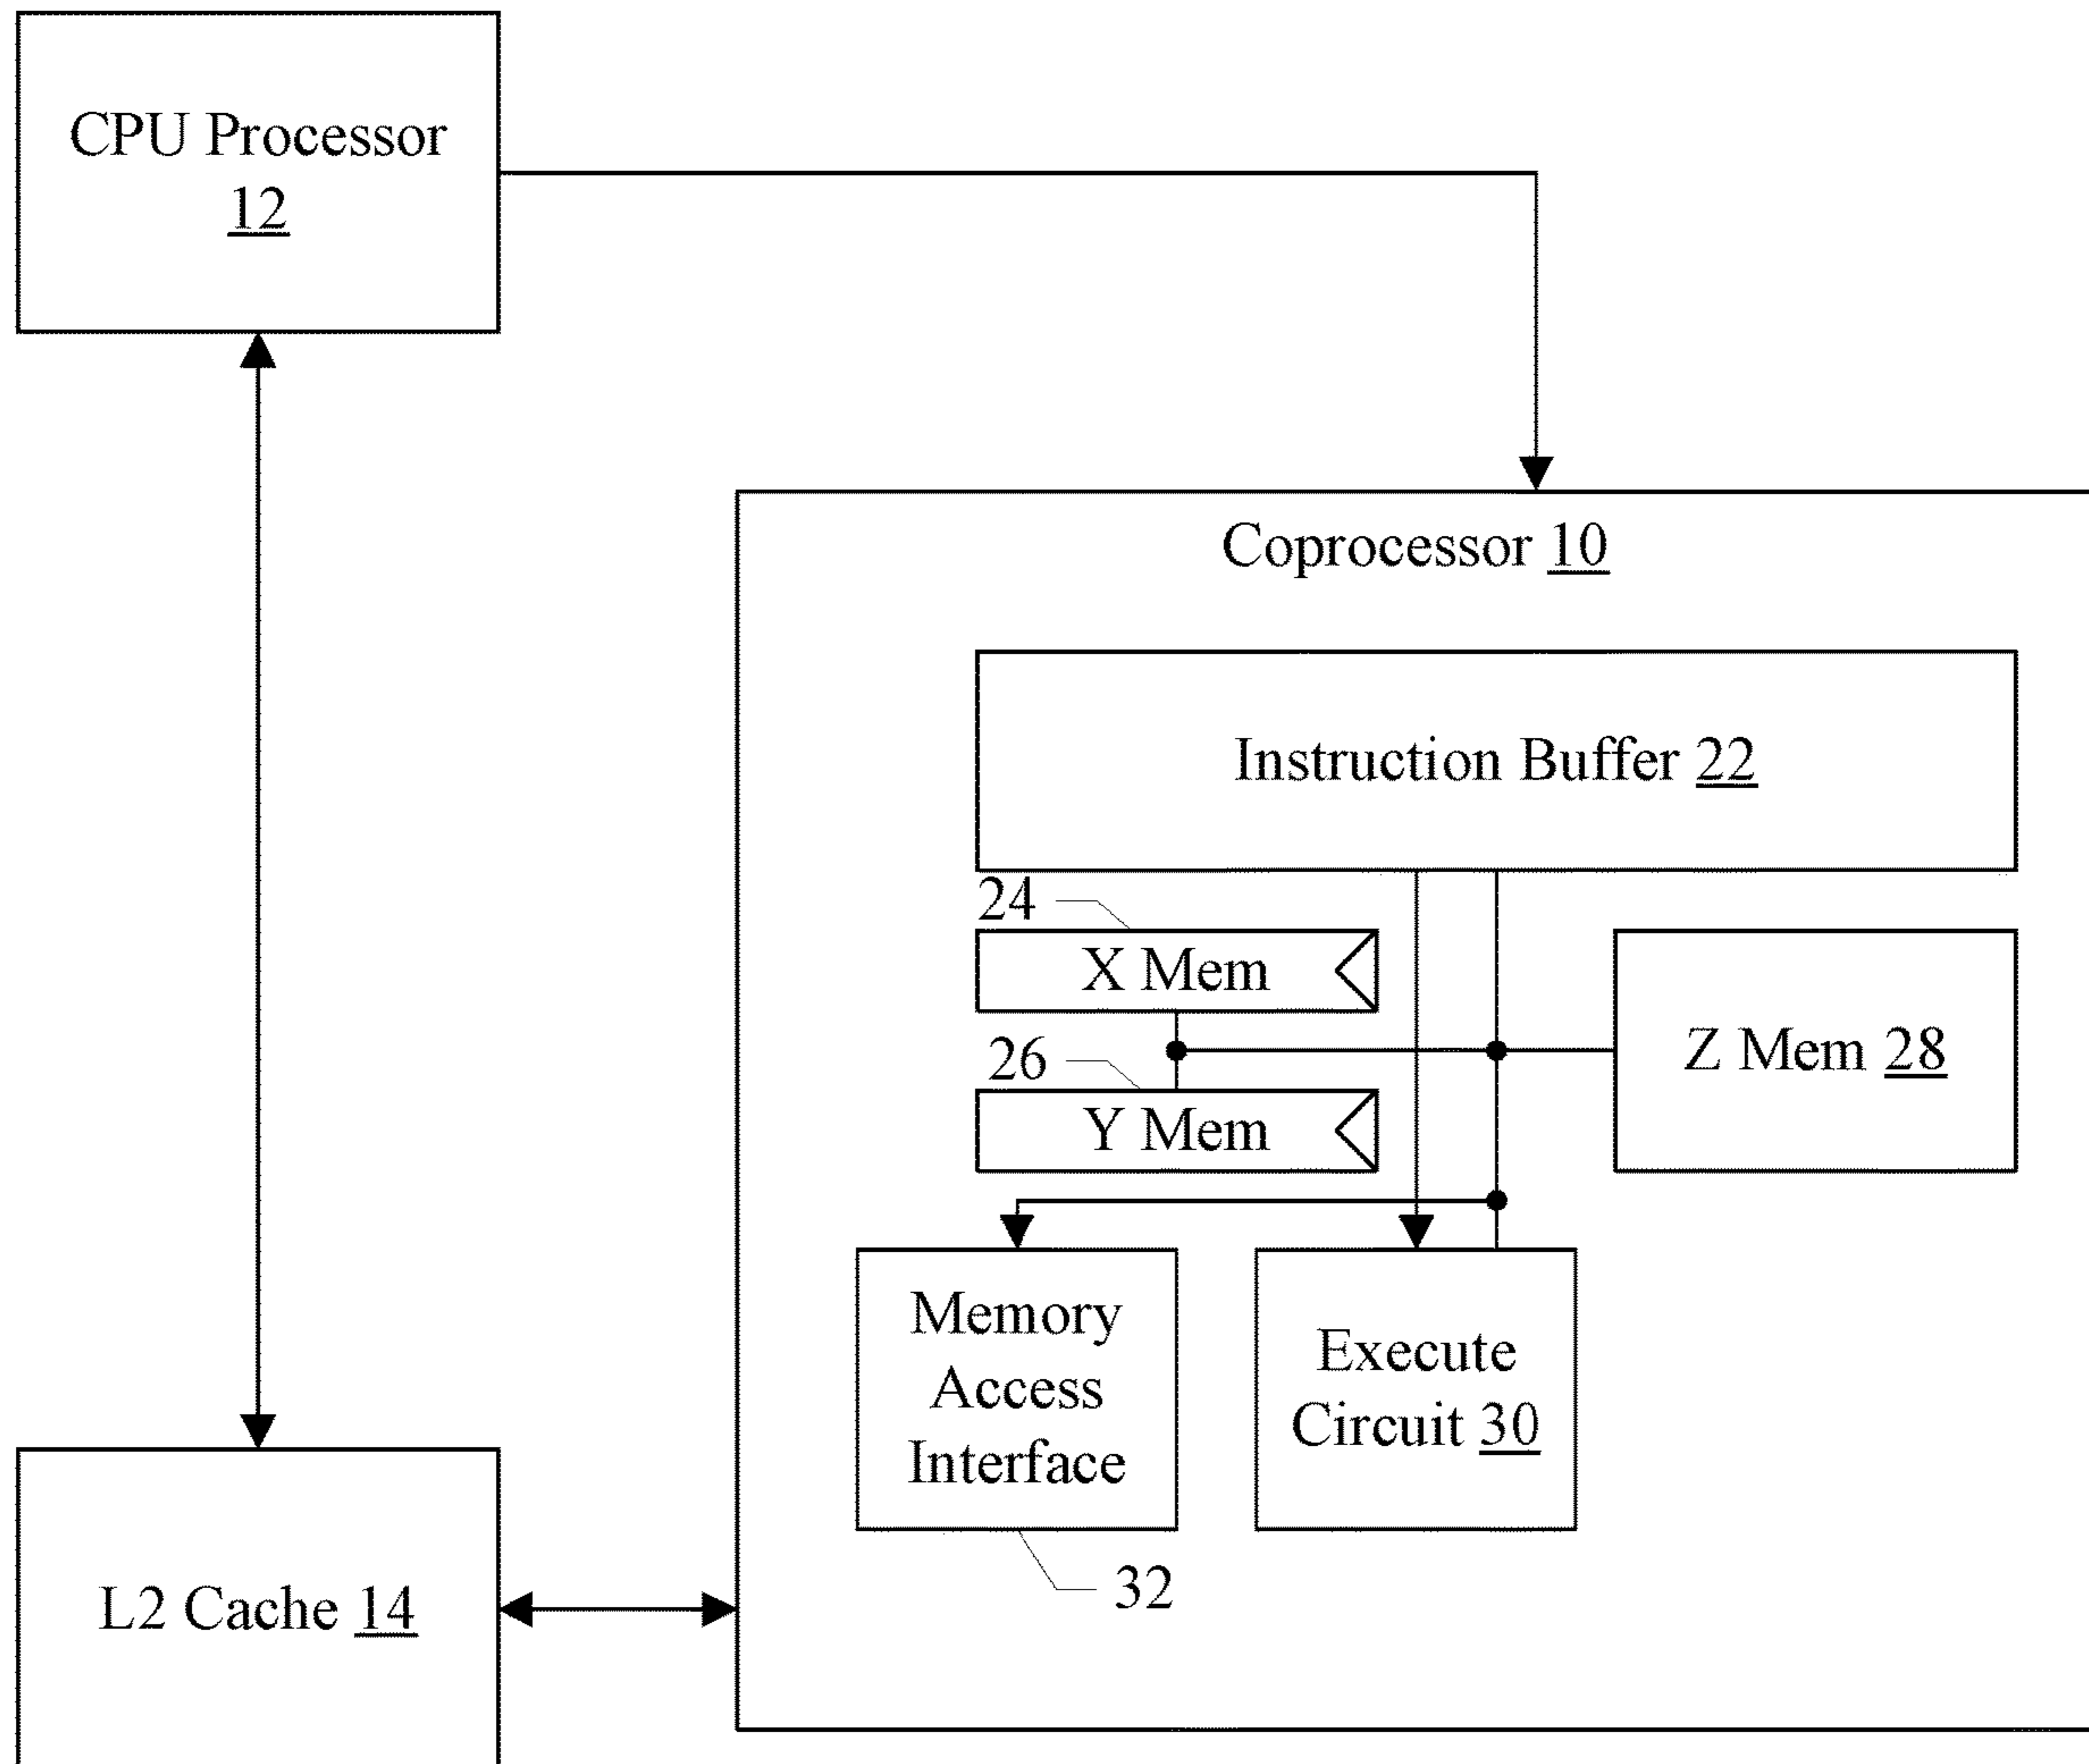 CPU Processor
12
Coprocessor 10
Instruction Buffer 22
24
X Mem
26
Y Mem
Z Mem 28
Memory
Access
Interface
32
Execute
Circuit 30
L2 Cache 14